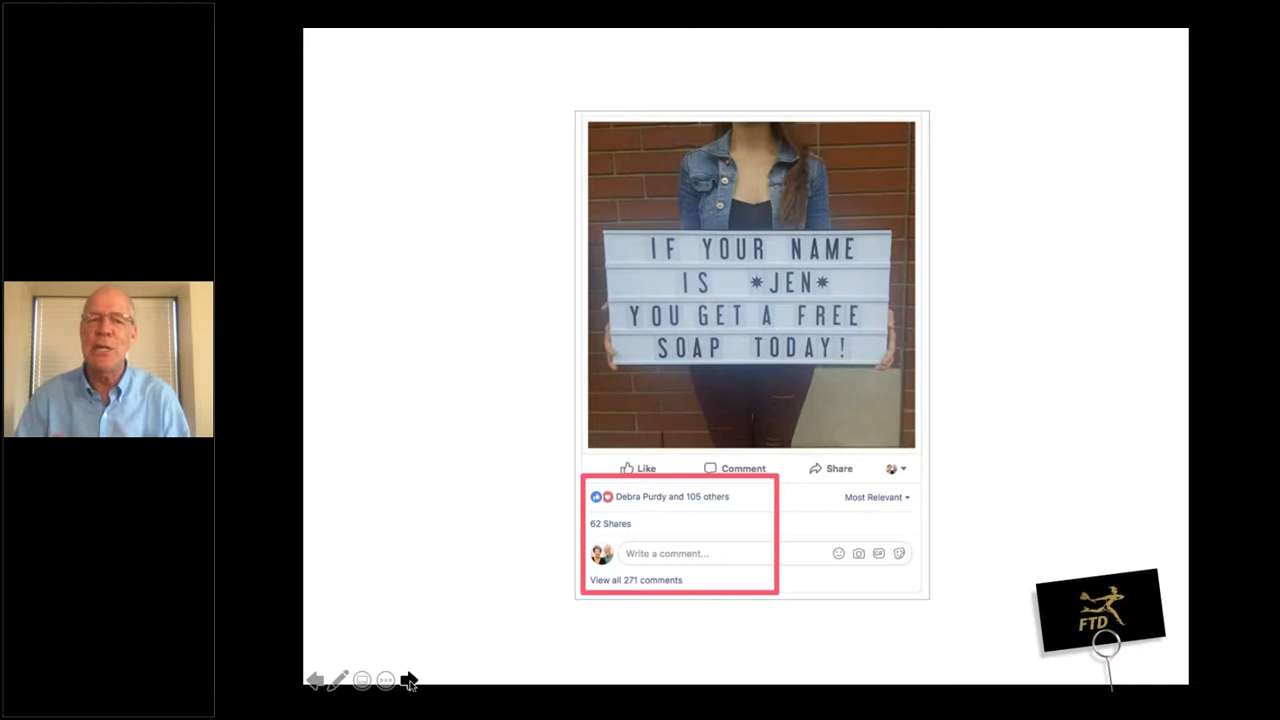 IF YOUR NAME
IS *JEN*
YOU GET A FREE
SOAP TODAY!
Like Comment Share
Debra Purdy and 105 others Most Relevant
62 Shares
Write a comment... GIF
View all 271 comments
FTD